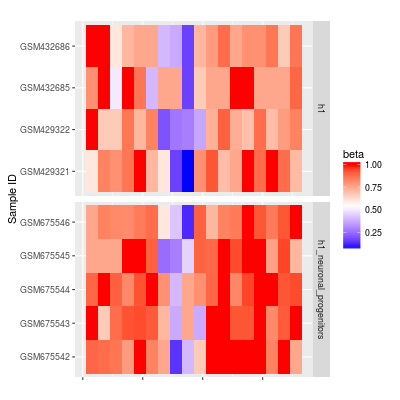 GSM432686
GSM432685
GSM429322
GSM429321
h1
Sample ID
GSM675546
GSM675545
GSM675544
GSM675543
GSM675542
h1_neuronal_progenitors
beta
1.00
0.75
0.50
0.25